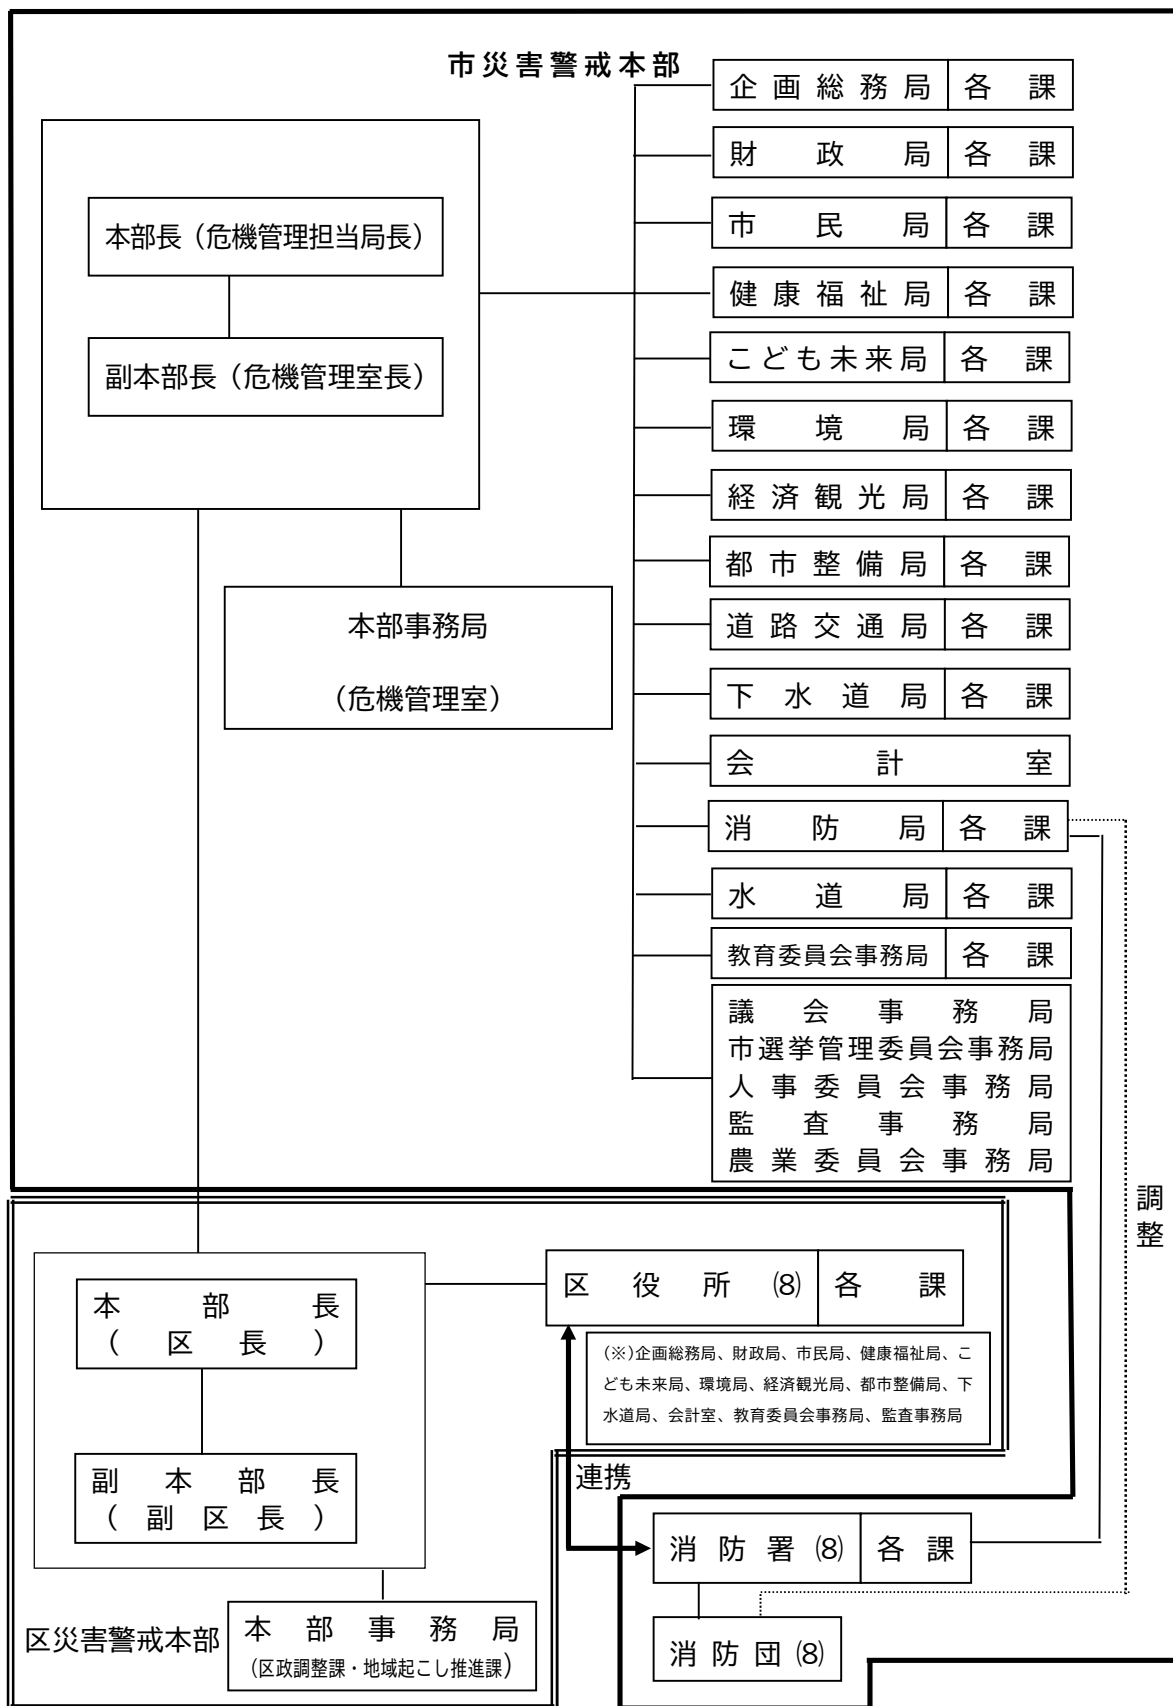 市災害警戒本部
本部長（危機管理担当局長）
副本部長（危機管理室長）
本部事務局
（危機管理室）
企画総務局 各課
財政局 各課
市民局 各課
健康福祉局 各課
こども未来局 各課
環境局 各課
経済観光局 各課
都市整備局 各課
道路交通局 各課
下水道局 各課
会計室
消防局 各課
水道局 各課
教育委員会事務局 各課
議会事務局
市選挙管理委員会事務局
人事委員会事務局
監査事務局
農業委員会事務局
調整
本部長
（区長）
副本部長
（副区長）
区役所⑻ 各課
(※)企画総務局、財政局、市民局、健康福祉局、こ
ども未来局、環境局、経済観光局、都市整備局、下
水道局、会計室、教育委員会事務局、監査事務局
連携
消防署⑻ 各課
消防団⑻
区災害警戒本部
本部事務局
（区政調整課・地域起こし推進課）